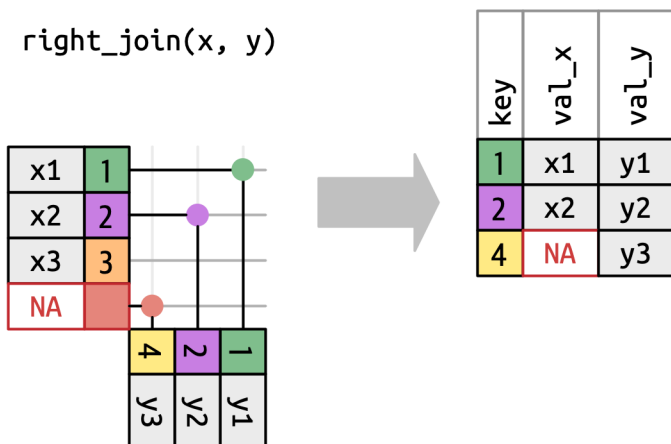 right_join(x, y)
x1 1
x2 2
x3 3
NA
4 2 1
y3 y2 y1
key val_x val_y
1 x1 y1
2 x2 y2
4 NA y3